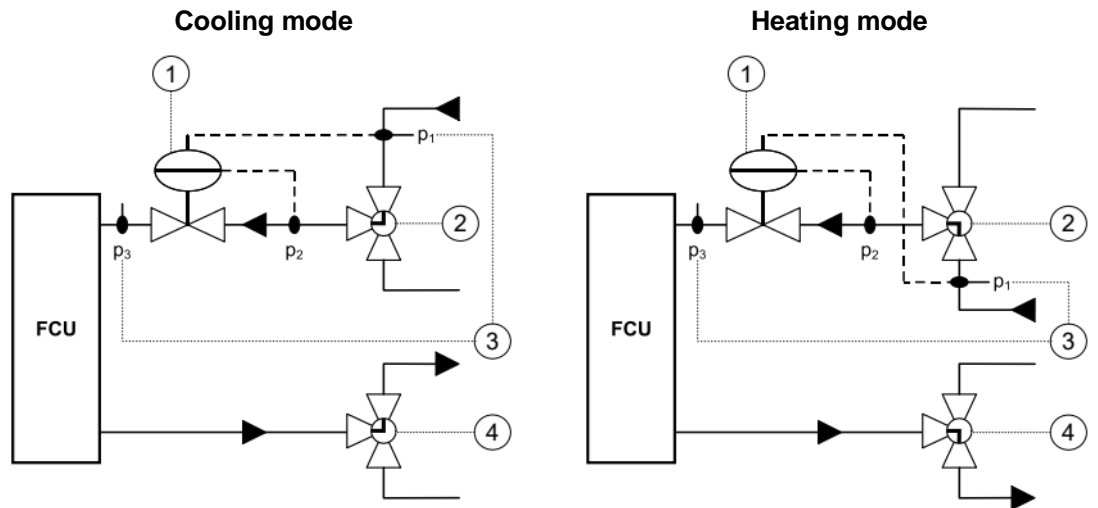 Cooling mode
1
p₁
2
p₃
p₂
FCU
3
4
Heating mode
1
2
p₃
p₂
p₁
FCU
3
4